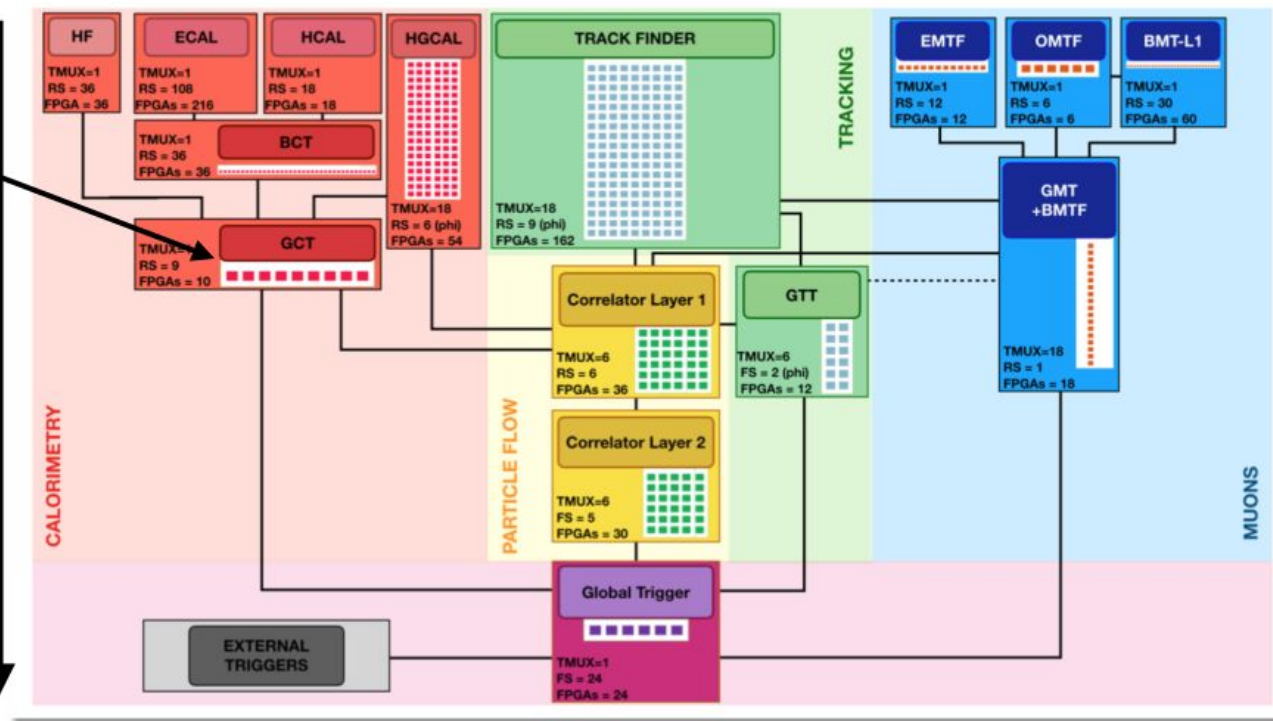 HF
TMUX=1
RS = 36
FPGA = 36
ECAL
TMUX=1
RS = 108
FPGAs = 216
HCAL
TMUX=1
RS = 18
FPGAs = 18
HGCAL
TMUX=18
RS = 6 (phi)
FPGAs = 54
BCT
TMUX=1
RS = 36
FPGAs = 36
GCT
RS = 9
FPGAs = 10
CALORIMETRY
TRACK FINDER
TMUX=18
RS = 9 (phi)
FPGAs = 162
TRACKING
Correlator Layer 1
TMUX=6
RS = 6
FPGAs = 36
GTT
TMUX=6
FS = 2 (phi)
FPGAs = 12
Correlator Layer 2
TMUX=6
FS = 5
FPGAs = 30
PARTICLE FLOW
EMTF
TMUX=1
RS = 12
FPGAs = 12
OMTF
TMUX=1
RS = 6
FPGAs = 6
BMT-L1
TMUX=1
RS = 30
FPGAs = 60
GMT
+BMTF
TMUX=18
RS = 1
FPGAs = 18
MUONS
Global Trigger
TMUX=1
FS = 24
FPGAs = 24
EXTERNAL
TRIGGERS